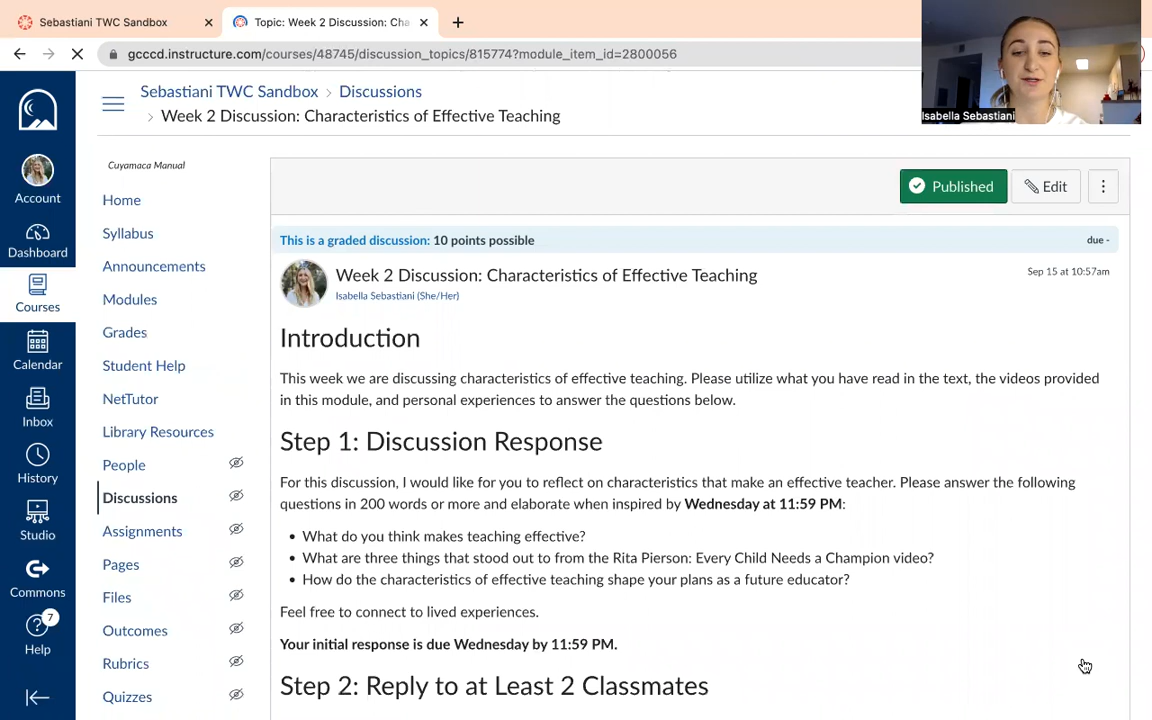 Sebastiani TWC Sandbox
Topic: Week 2 Discussion: Cha
gcccd.instructure.com/courses/48745/discussion_topics/815774?module_item_id=2800056
Isabella Sebastiani
Sebastiani TWC Sandbox > Discussions
> Week 2 Discussion: Characteristics of Effective Teaching
Account
Dashboard
Courses
Calendar
Inbox
History
Studio
Commons
7
Help
Cuyamaca Manual
Home
Syllabus
Announcements
Modules
Grades
Student Help
NetTutor
Library Resources
People
Discussions
Assignments
Pages
Files
Outcomes
Rubrics
Quizzes
Published
Edit
This is a graded discussion: 10 points possible
due -
Week 2 Discussion: Characteristics of Effective Teaching
Sep 15 at 10:57am
Isabella Sebastiani (She/Her)
Introduction
This week we are discussing characteristics of effective teaching. Please utilize what you have read in the text, the videos provided
in this module, and personal experiences to answer the questions below.
Step 1: Discussion Response
For this discussion, I would like for you to reflect on characteristics that make an effective teacher. Please answer the following
questions in 200 words or more and elaborate when inspired by Wednesday at 11:59 PM:
• What do you think makes teaching effective?
• What are three things that stood out to from the Rita Pierson: Every Child Needs a Champion video?
• How do the characteristics of effective teaching shape your plans as a future educator?
Feel free to connect to lived experiences.
Your initial response is due Wednesday by 11:59 PM.
Step 2: Reply to at Least 2 Classmates